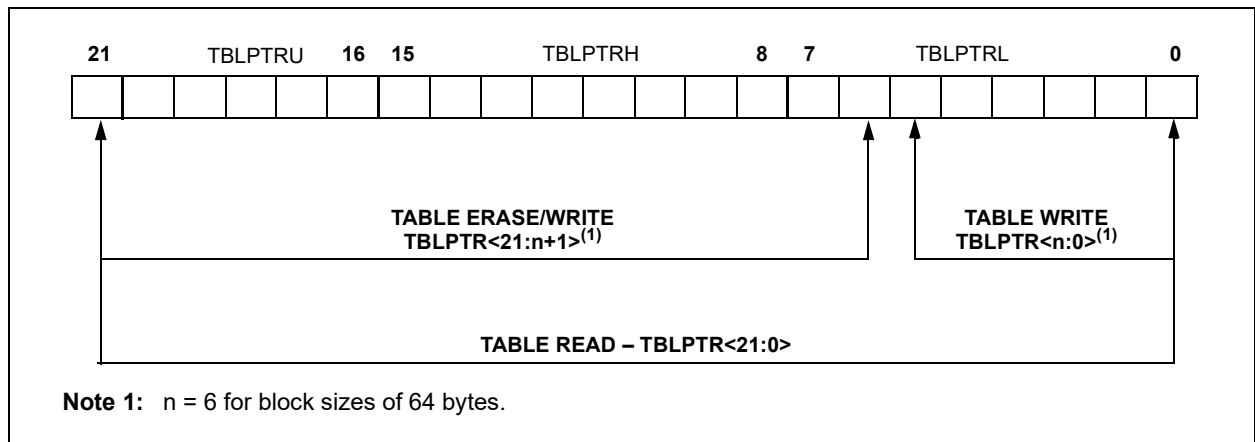 21 TBLPTRU 16 15 TBLPTRH 8 7 TBLPTRL 0
TABLE ERASE/WRITE
TBLPTR<21:n+1>(1)
TABLE WRITE
TBLPTR<n:0>(1)
TABLE READ – TBLPTR<21:0>
Note 1: n = 6 for block sizes of 64 bytes.